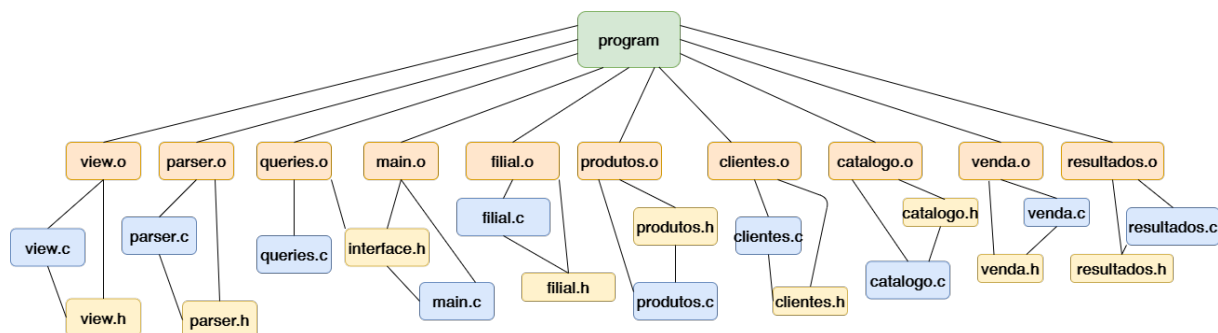 program
view.o
parser.o
queries.o
main.o
filial.o
produtos.o
clientes.o
catalogo.o
venda.o
resultados.o
view.c
parser.c
queries.c
interface.h
filial.c
produtos.h
clientes.c
catalogo.h
venda.c
resultados.c
view.h
parser.h
main.c
filial.h
produtos.c
clientes.h
catalogo.c
venda.h
resultados.h